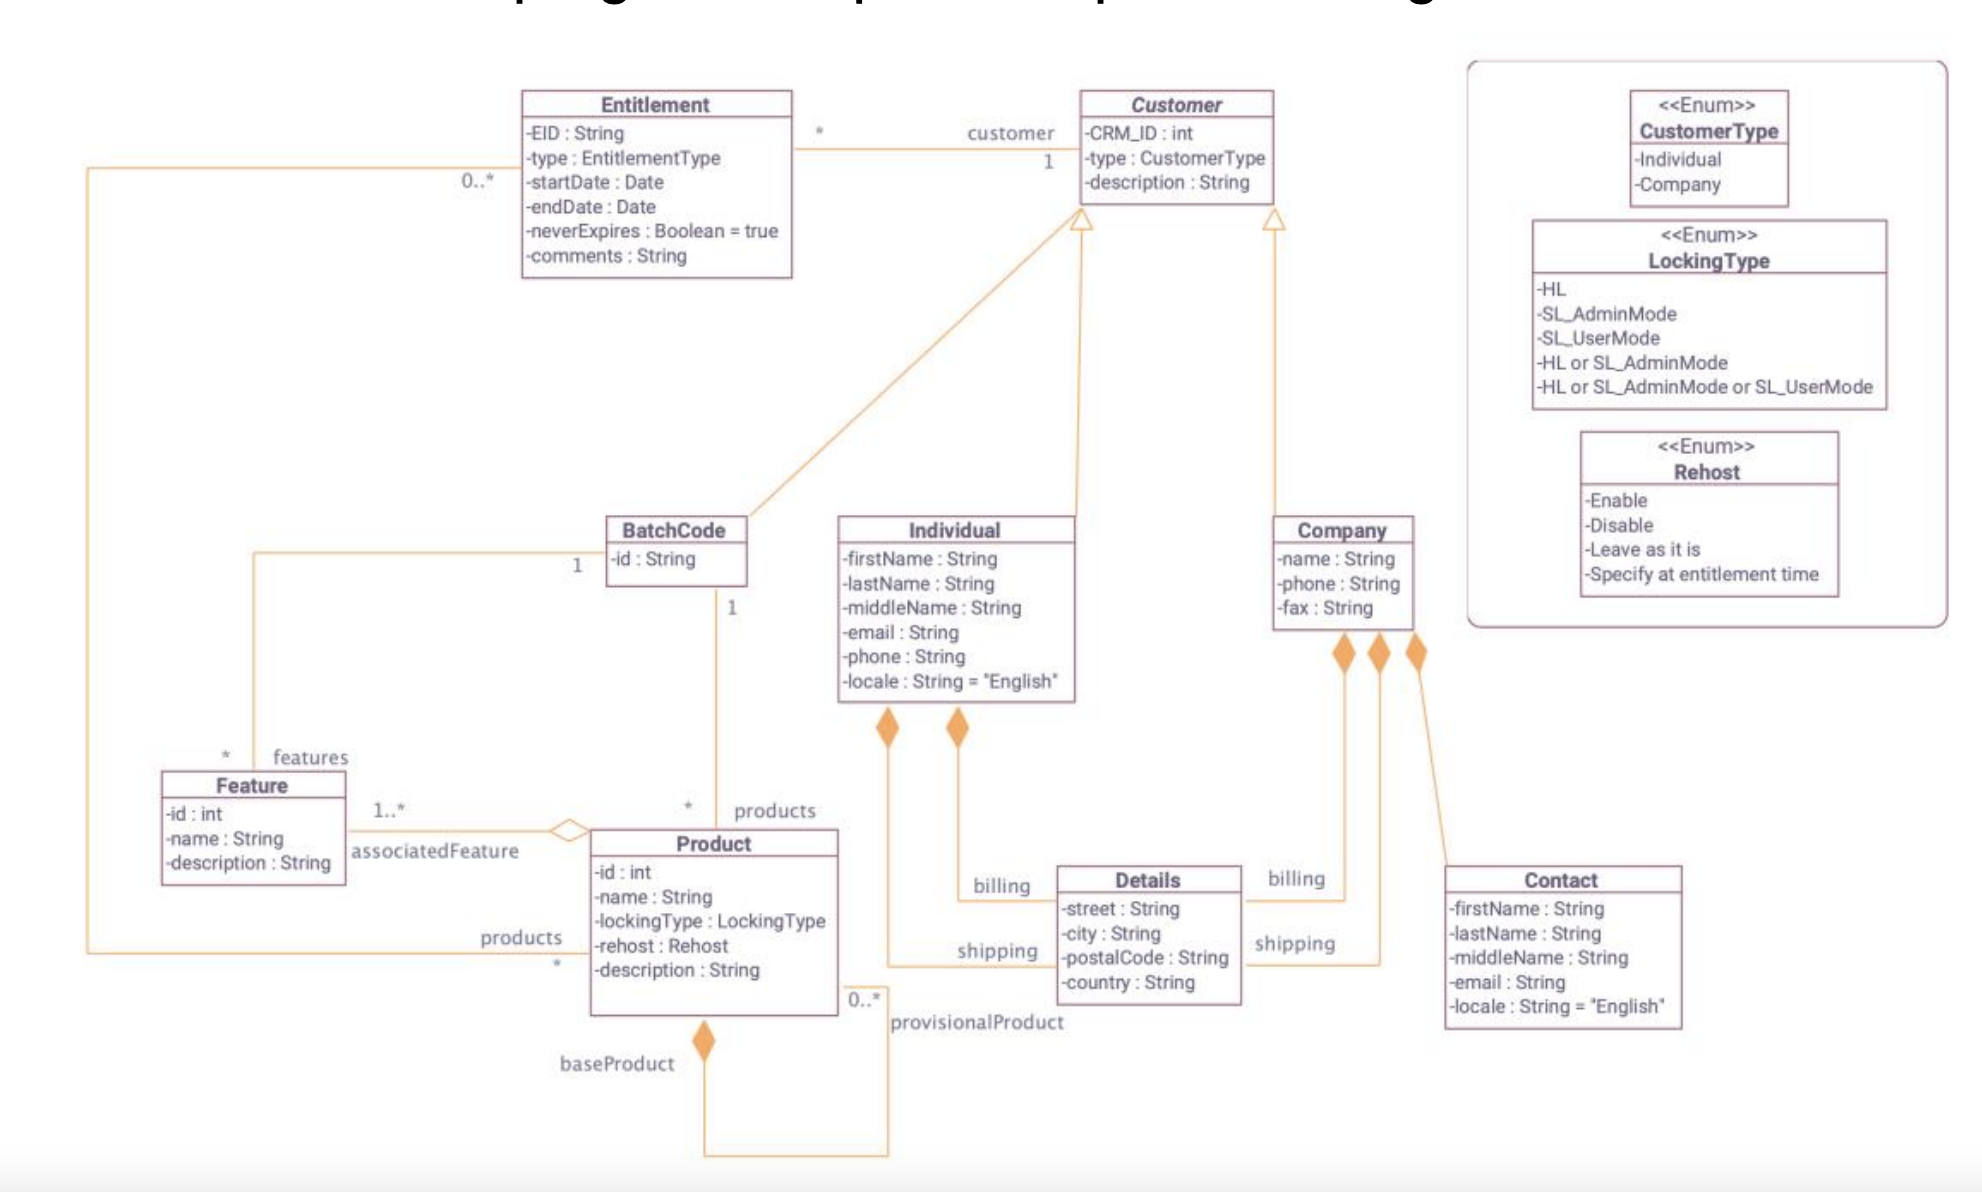 Entitlement
-EID : String
-type : EntitlementType
-startDate : Date
-endDate : Date
-neverExpires : Boolean = true
-comments : String
*
customer
1
0..*
Customer
-CRM_ID : int
-type : CustomerType
-description : String
<<Enum>>
CustomerType
-Individual
-Company
<<Enum>>
LockingType
-HL
-SL_AdminMode
-SL_UserMode
-HL or SL_AdminMode
-HL or SL_AdminMode or SL_UserMode
<<Enum>>
Rehost
-Enable
-Disable
-Leave as it is
-Specify at entitlement time
BatchCode
-id : String
1
1
Individual
-firstName : String
-lastName : String
-middleName : String
-email : String
-phone : String
-locale : String = "English"
Company
-name : String
-phone : String
-fax : String
* features
Feature
-id : int
-name : String
-description : String
1..*
associatedFeature
* products
Product
-id : int
-name : String
-lockingType : LockingType
-rehost : Rehost
-description : String
products
*
0..*
provisionalProduct
baseProduct
billing
shipping
Details
-street : String
-city : String
-postalCode : String
-country : String
billing
shipping
Contact
-firstName : String
-lastName : String
-middleName : String
-email : String
-locale : String = "English"